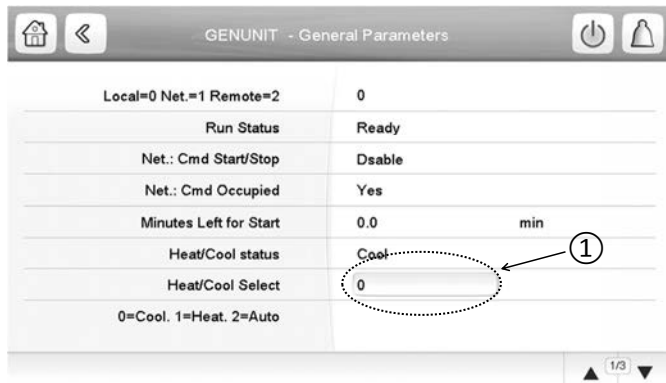 GENUNIT - General Parameters
Local=0 Net.=1 Remote=2 0
Run Status Ready
Net.: Cmd Start/Stop Dsable
Net.: Cmd Occupied Yes
Minutes Left for Start 0.0 min
Heat/Cool status Cool
①
Heat/Cool Select 0
0=Cool. 1=Heat. 2=Auto
1/3